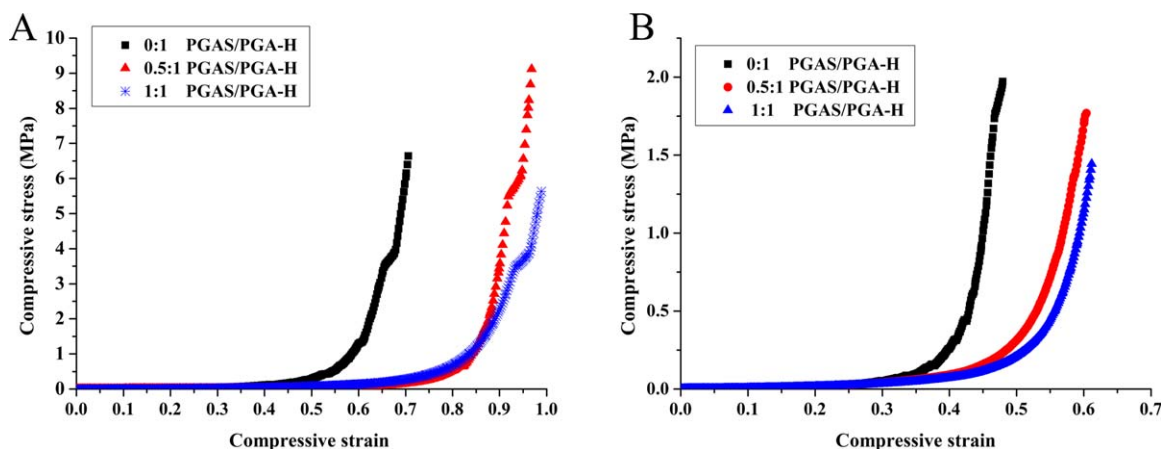 A
10
9
8
7
6
5
4
3
2
1
0
Compressive stress (MPa)
0:1 PGAS/PGA-H
0.5:1 PGAS/PGA-H
1:1 PGAS/PGA-H
0.0 0.1 0.2 0.3 0.4 0.5 0.6 0.7 0.8 0.9 1.0
Compressive strain
B
2.0
1.5
1.0
0.5
0.0
Compressive stress (MPa)
0:1 PGAS/PGA-H
0.5:1 PGAS/PGA-H
1:1 PGAS/PGA-H
0.0 0.1 0.2 0.3 0.4 0.5 0.6 0.7
Compressive strain